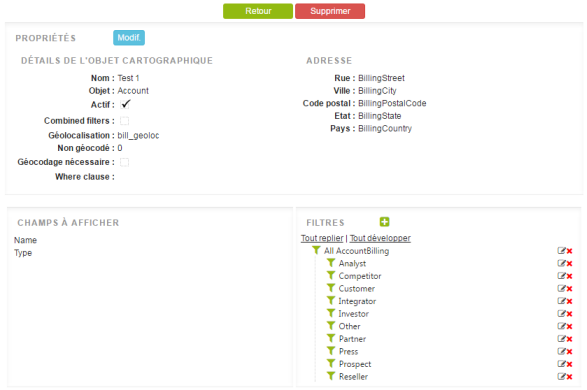 Retour Supprimer
PROPRIÉTÉS Modif.
DÉTAILS DE L'OBJET CARTOGRAPHIQUE
Nom : Test 1
Objet : Account
Actif :
Combined filters :
Géolocalisation : bill_geoloc
Non géocodé : 0
Géocodage nécessaire :
Where clause :
ADRESSE
Rue : BillingStreet
Ville : BillingCity
Code postal : BillingPostalCode
Etat : BillingState
Pays : BillingCountry
CHAMPS À AFFICHER
Name
Type
FILTRES
Tout replier | Tout développer
All AccountBilling
Analyst
Competitor
Customer
Integrator
Investor
Other
Partner
Press
Prospect
Reseller